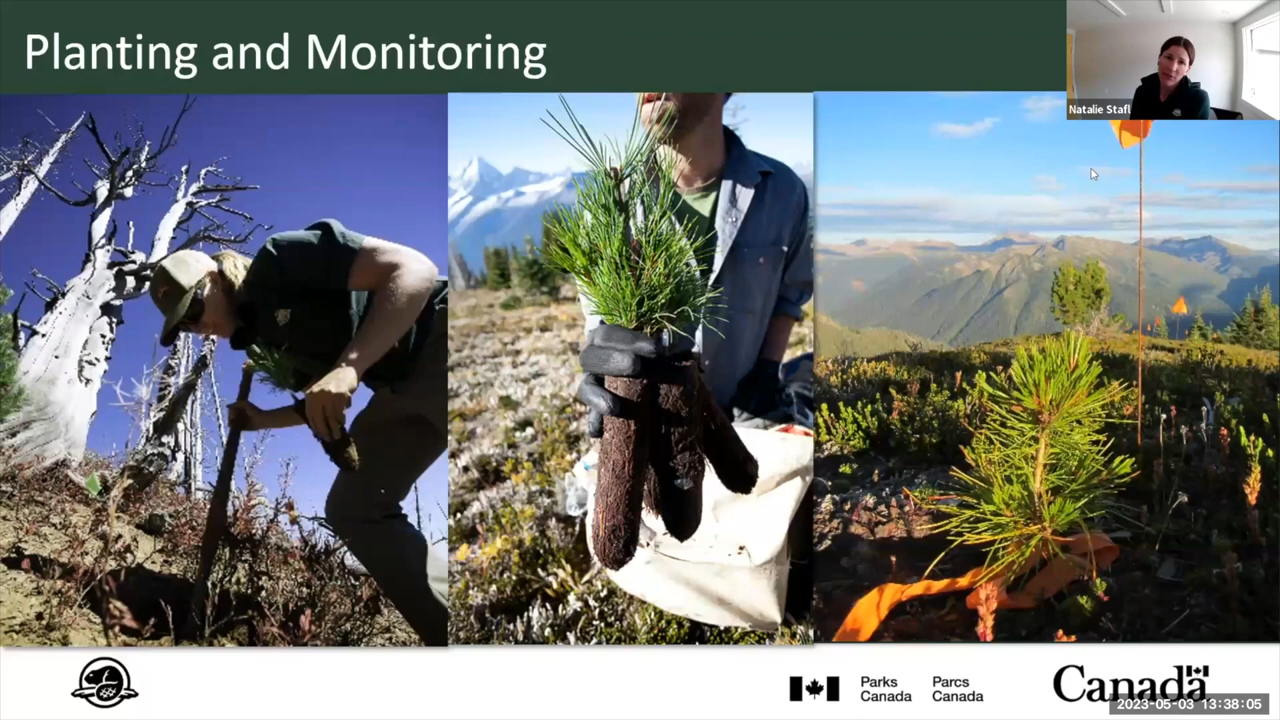 Planting and Monitoring
Natalie Stafl
Parks
Canada
Parcs
Canada
Canada
2023-05-03 13:38:05